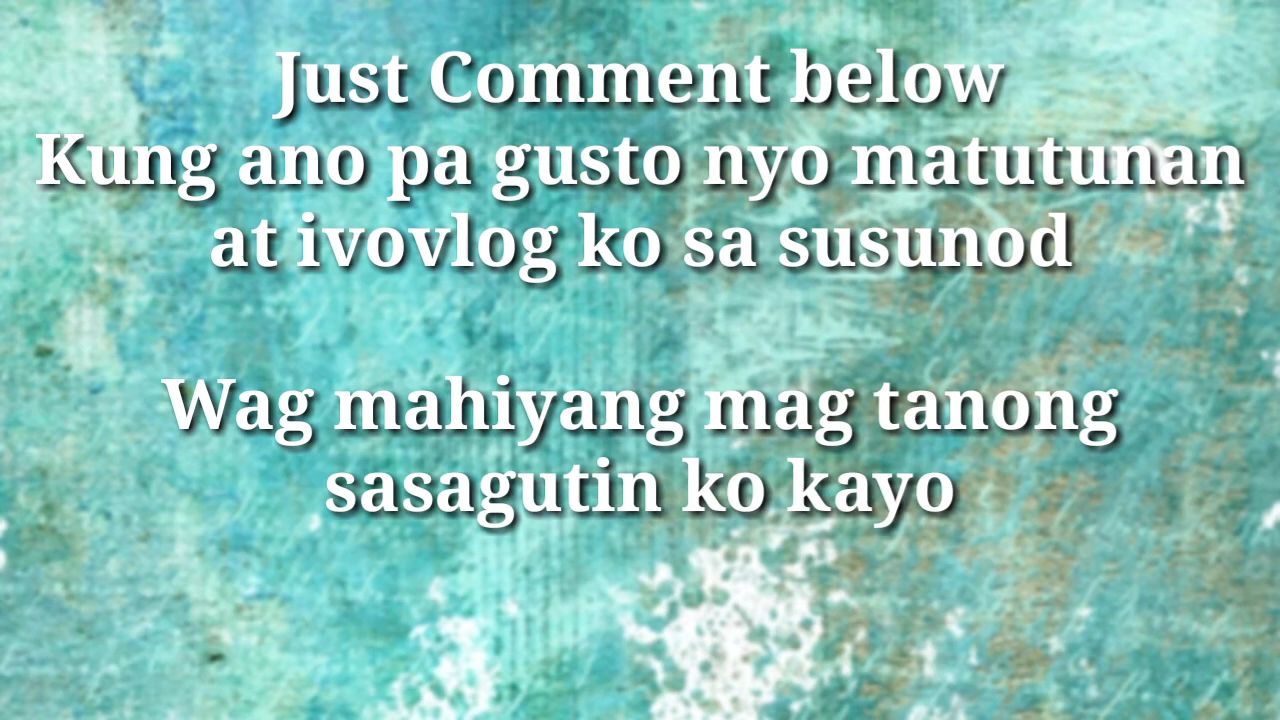 Just Comment below
Kung ano pa gusto nyo matutunan
at ivovlog ko sa susunod
Wag mahiyang mag tanong
sasagutin ko kayo